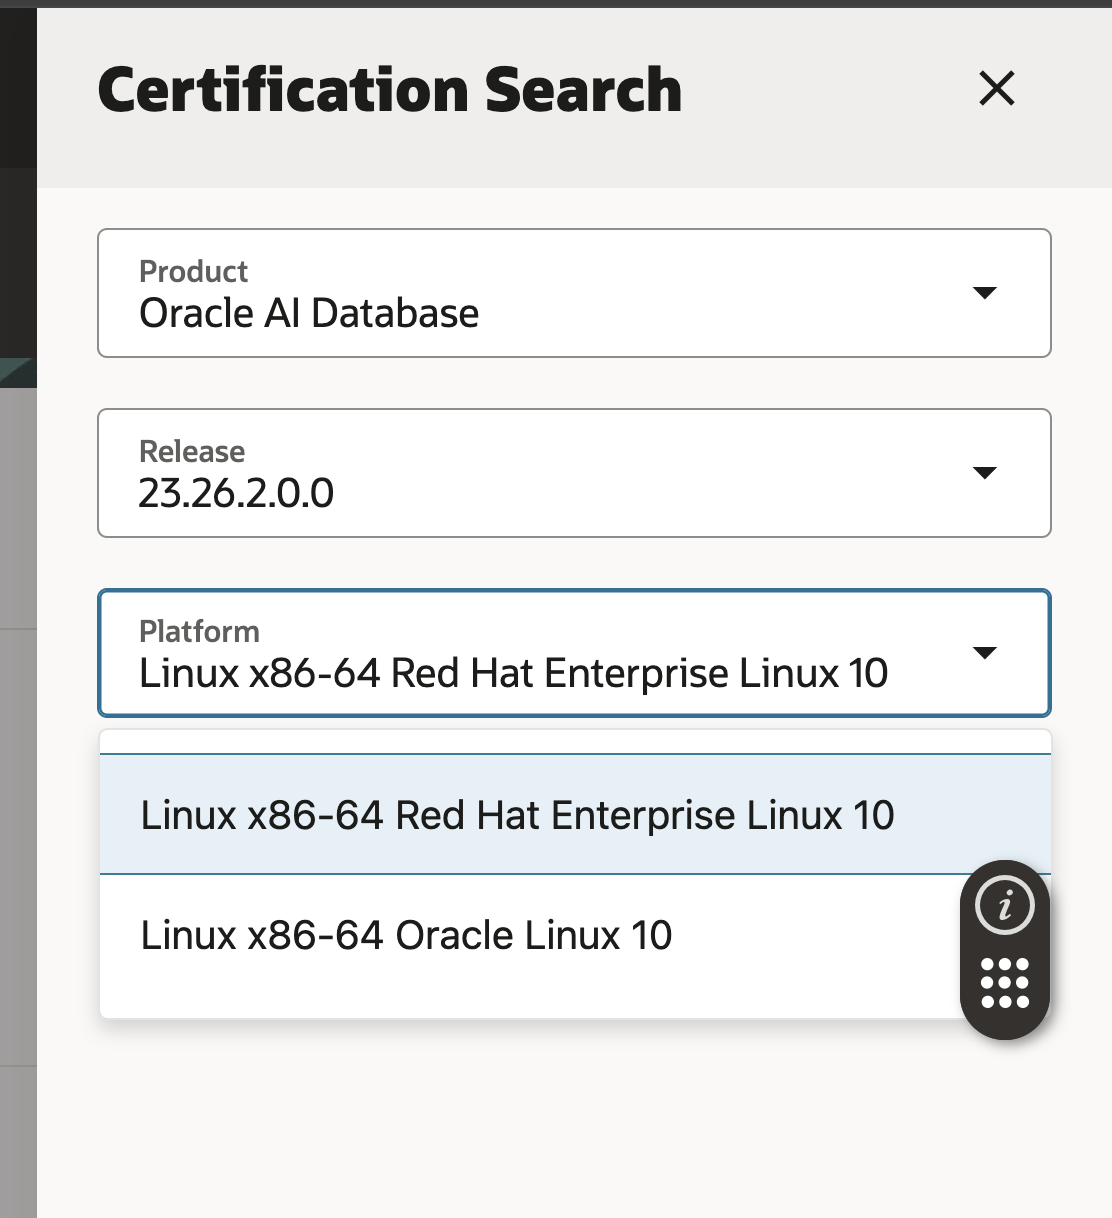 Certification Search
Product
Oracle AI Database
Release
23.26.2.0.0
Platform
Linux x86-64 Red Hat Enterprise Linux 10
Linux x86-64 Red Hat Enterprise Linux 10
Linux x86-64 Oracle Linux 10